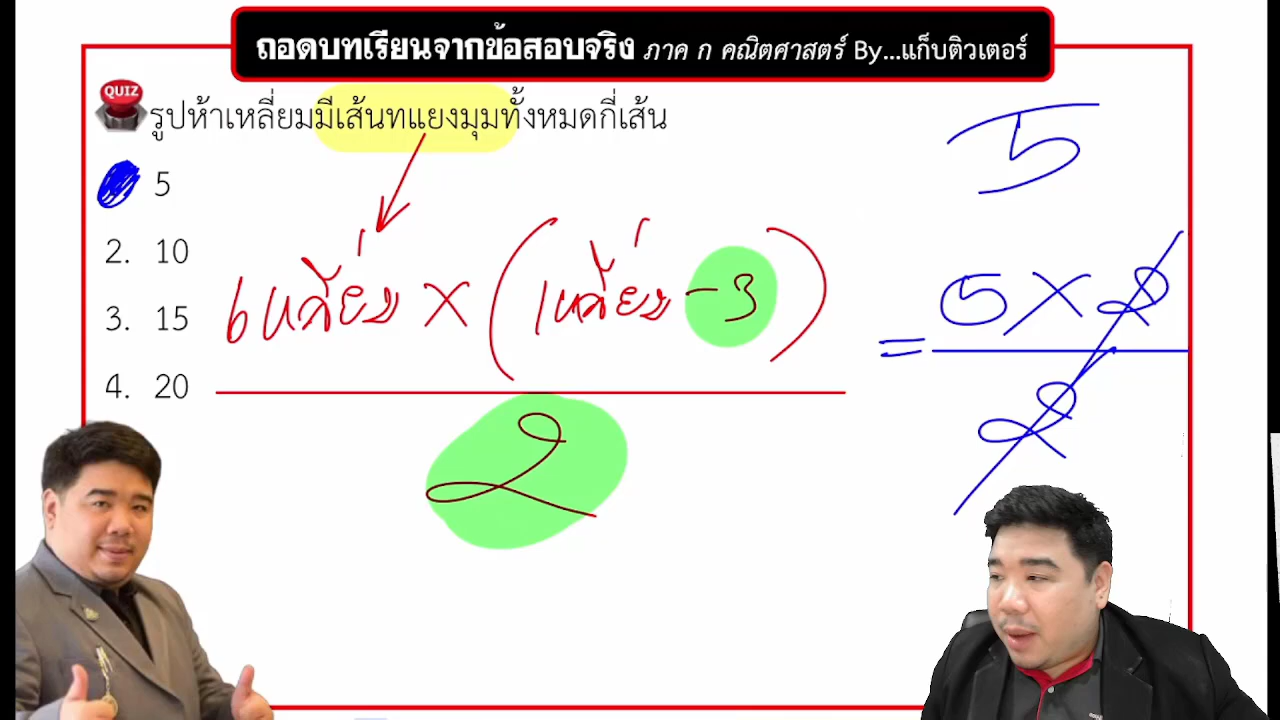 ถอดบทเรียนจากข้อสอบจริง ภาค ก คณิตศาสตร์ By...แก็บติวเตอร์
QUIZ รูปห้าเหลี่ยมมีเส้นทแยงมุมทั้งหมดกี่เส้น
5
2. 10
3. 15
4. 20
เหลี่ยม × (เหลี่ยม - 3)
2
= 5 × 2
2
5